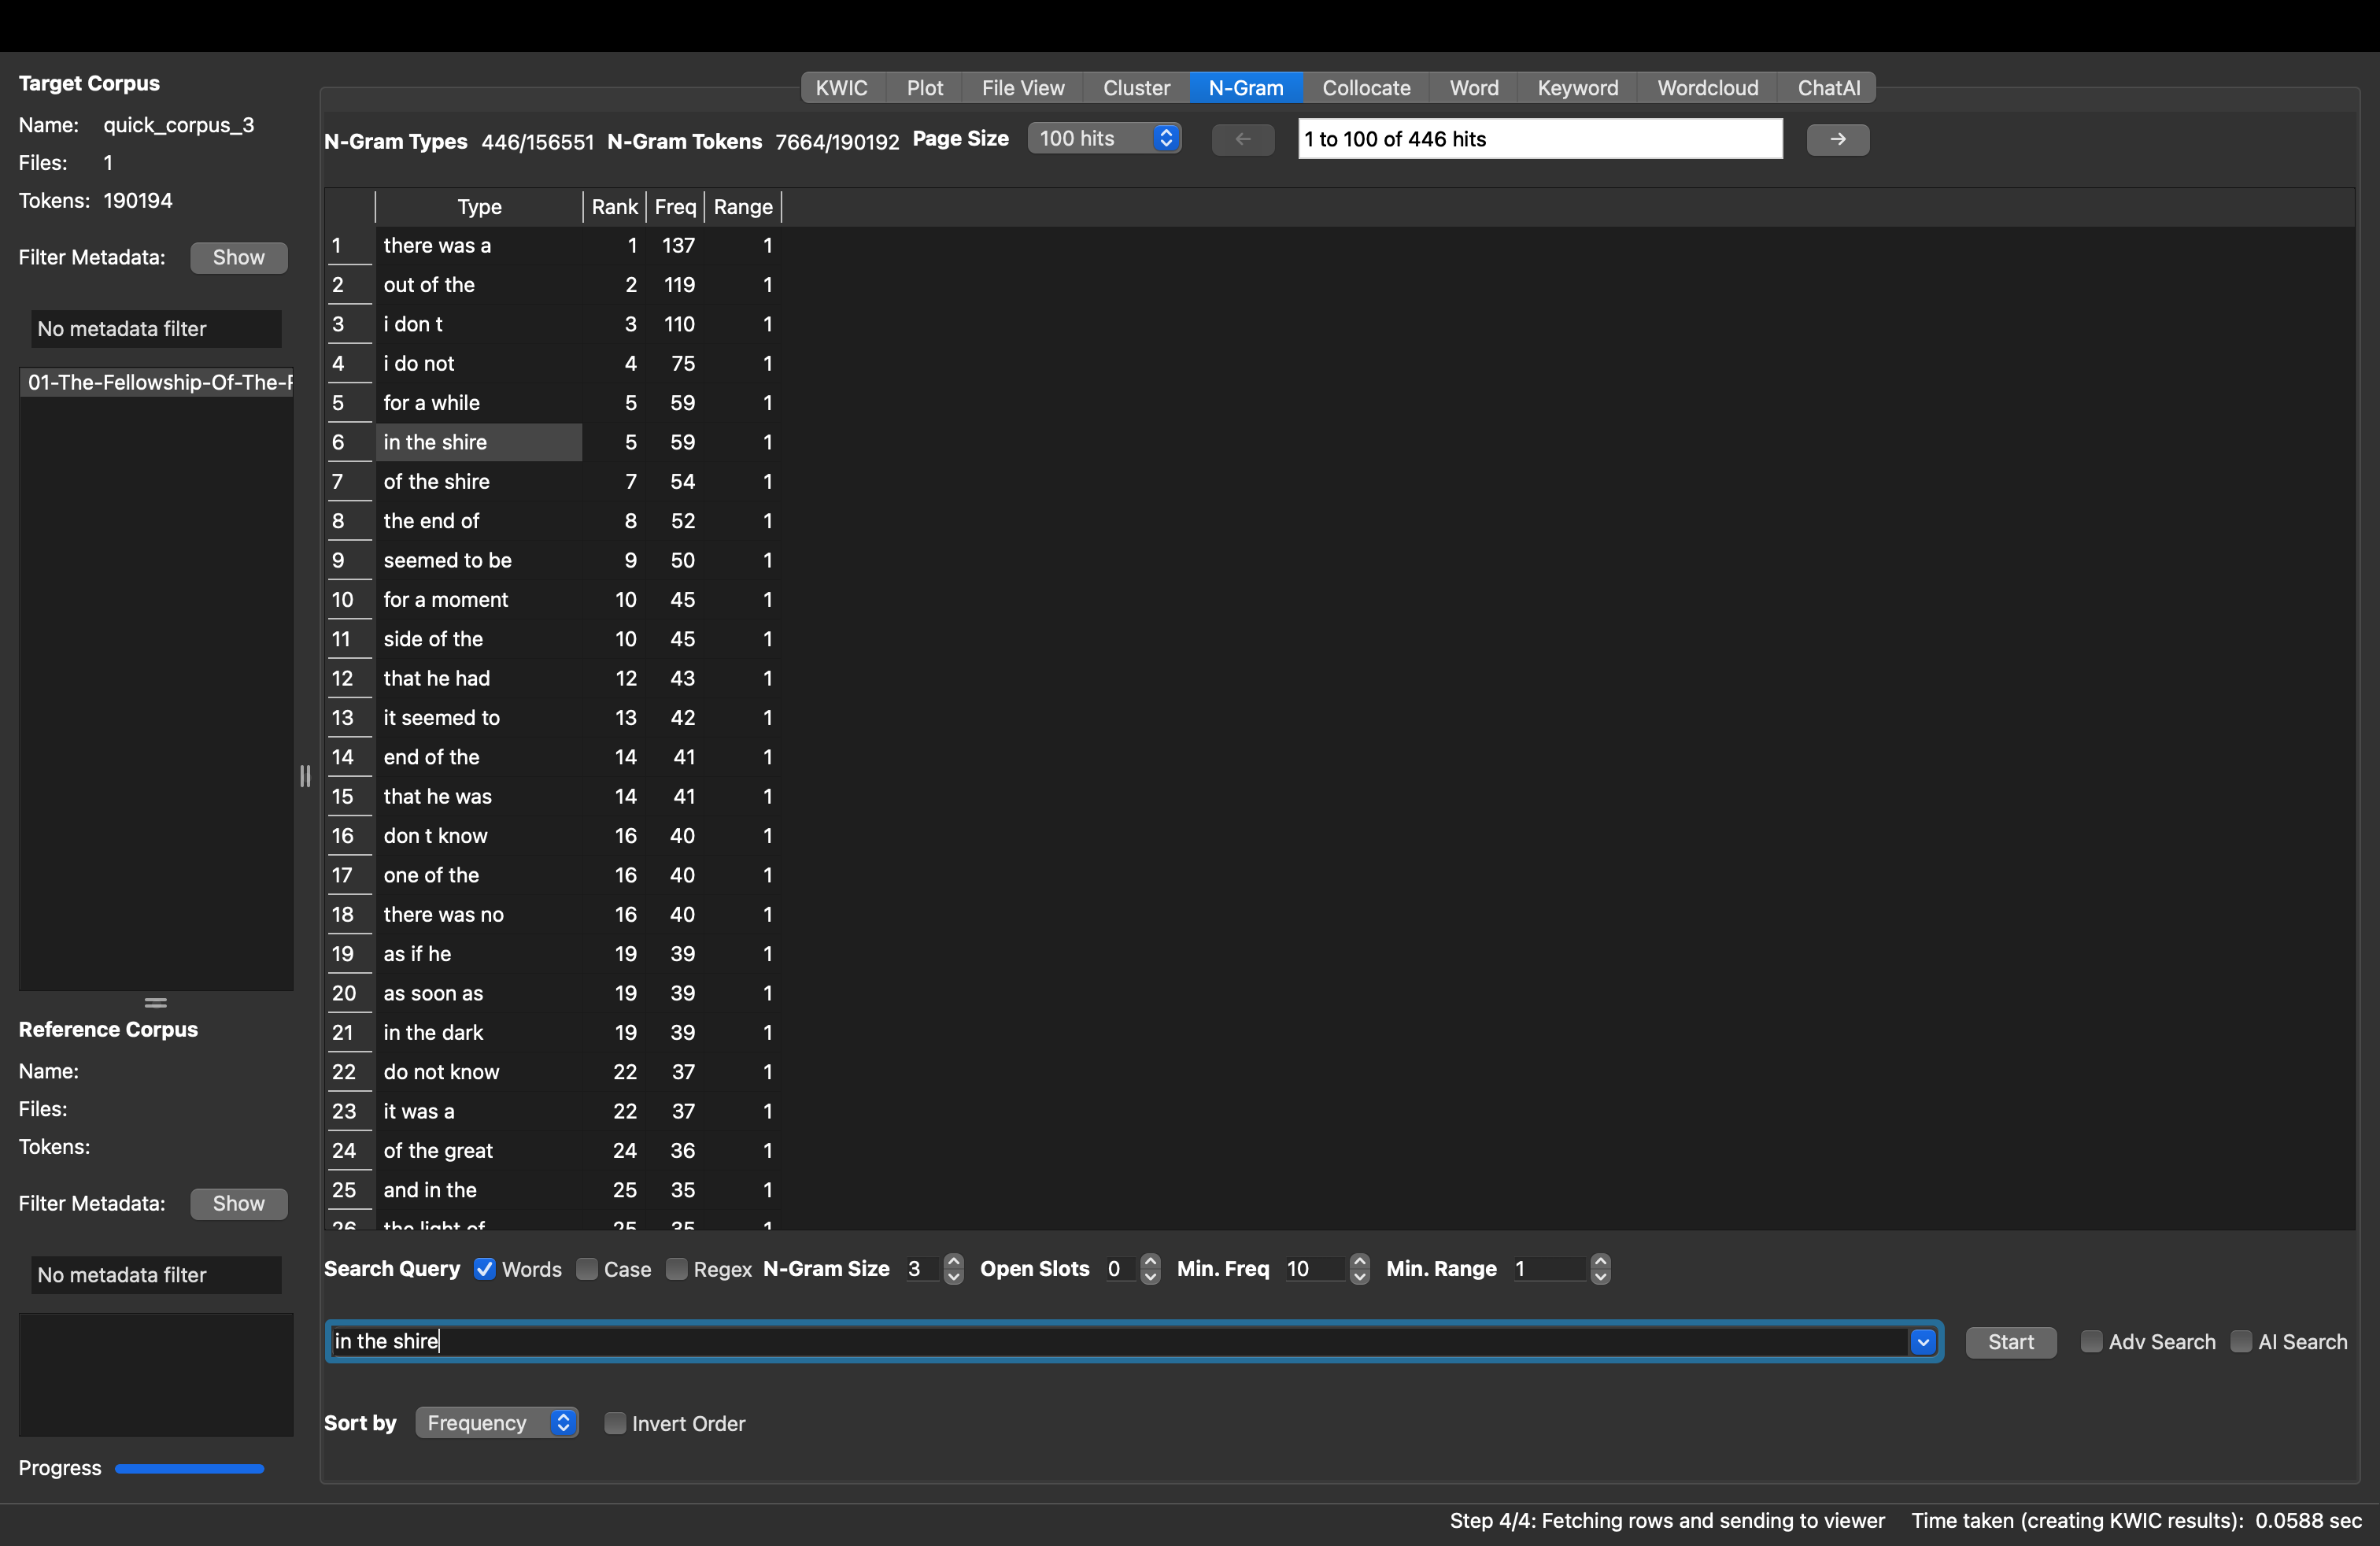 Target Corpus
Name: quick_corpus_3
Files: 1
Tokens: 190194
Filter Metadata: Show
No metadata filter
01-The-Fellowship-Of-The-
KWIC Plot File View Cluster N-Gram Collocate Word Keyword Wordcloud ChatAI
N-Gram Types 446/156551 N-Gram Tokens 7664/190192 Page Size 100 hits ← 1 to 100 of 446 hits →
Type Rank Freq Range
1 there was a 1 137 1
2 out of the 2 119 1
3 i don t 3 110 1
4 i do not 4 75 1
5 for a while 5 59 1
6 in the shire 5 59 1
7 of the shire 7 54 1
8 the end of 8 52 1
9 seemed to be 9 50 1
10 for a moment 10 45 1
11 side of the 10 45 1
12 that he had 12 43 1
13 it seemed to 13 42 1
14 end of the 14 41 1
15 that he was 14 41 1
16 don t know 16 40 1
17 one of the 16 40 1
18 there was no 16 40 1
19 as if he 19 39 1
20 as soon as 19 39 1
21 in the dark 19 39 1
22 do not know 22 37 1
23 it was a 22 37 1
24 of the great 24 36 1
25 and in the 25 35 1
26 the light of 25 35 1
Reference Corpus
Name:
Files:
Tokens:
Filter Metadata: Show
No metadata filter
Progress
Search Query Words Case Regex N-Gram Size 3 Open Slots 0 Min. Freq 10 Min. Range 1
in the shire Start Adv Search AI Search
Sort by Frequency Invert Order
Step 4/4: Fetching rows and sending to viewer Time taken (creating KWIC results): 0.0588 sec